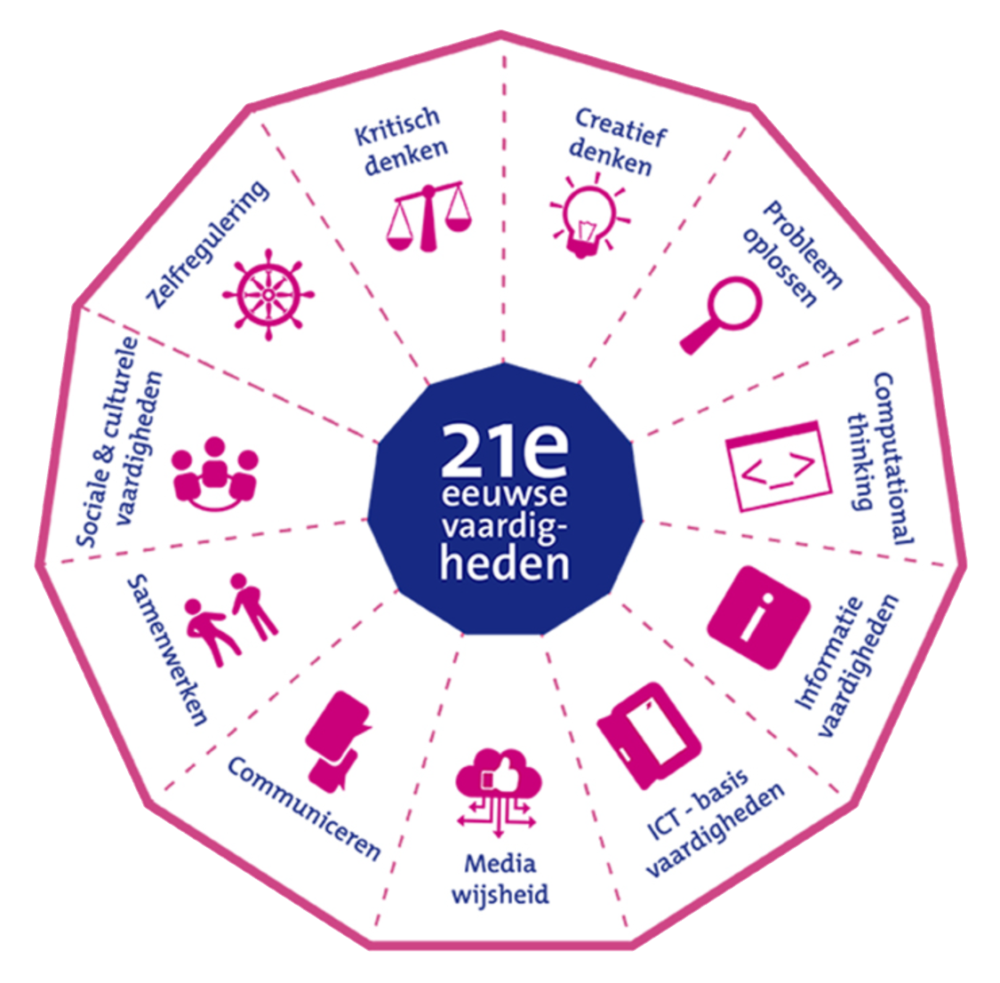 21e
eeuwse
vaardig-
heden
Kritisch
denken
Creatief
denken
Probleem
oplossen
Computational
thinking
Informatie
vaardigheden
ICT - basis
vaardigheden
Media
wijsheid
Communiceren
Samenwerken
Sociale & culturele
vaardigheden
Zelfregulering